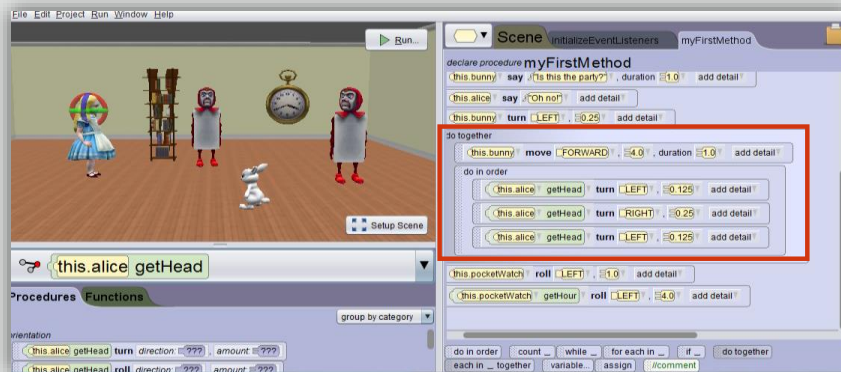 File Edit Project Run Window Help
Run...
Setup Scene
this.alice getHead
Procedures Functions
group by category
orientation
this.alice getHead turn direction: ??? , amount: ???
this.alice getHead roll direction: ??? , amount: ???
Scene initializeEventListeners myFirstMethod
declare procedure myFirstMethod
this.bunny say "Is this the party?" , duration 1.0 add detail
this.alice say "Oh no!" add detail
this.bunny turn LEFT , 0.25 add detail
do together
this.bunny move FORWARD , 4.0 , duration 1.0 add detail
do in order
this.alice getHead turn LEFT , 0.125 add detail
this.alice getHead turn RIGHT , 0.25 add detail
this.alice getHead turn LEFT , 0.125 add detail
this.pocketWatch roll LEFT , 1.0 add detail
this.pocketWatch getHour roll LEFT , 4.0 add detail
do in order count _ while _ for each in _ if _ do together
each in _ together variable... assign //comment